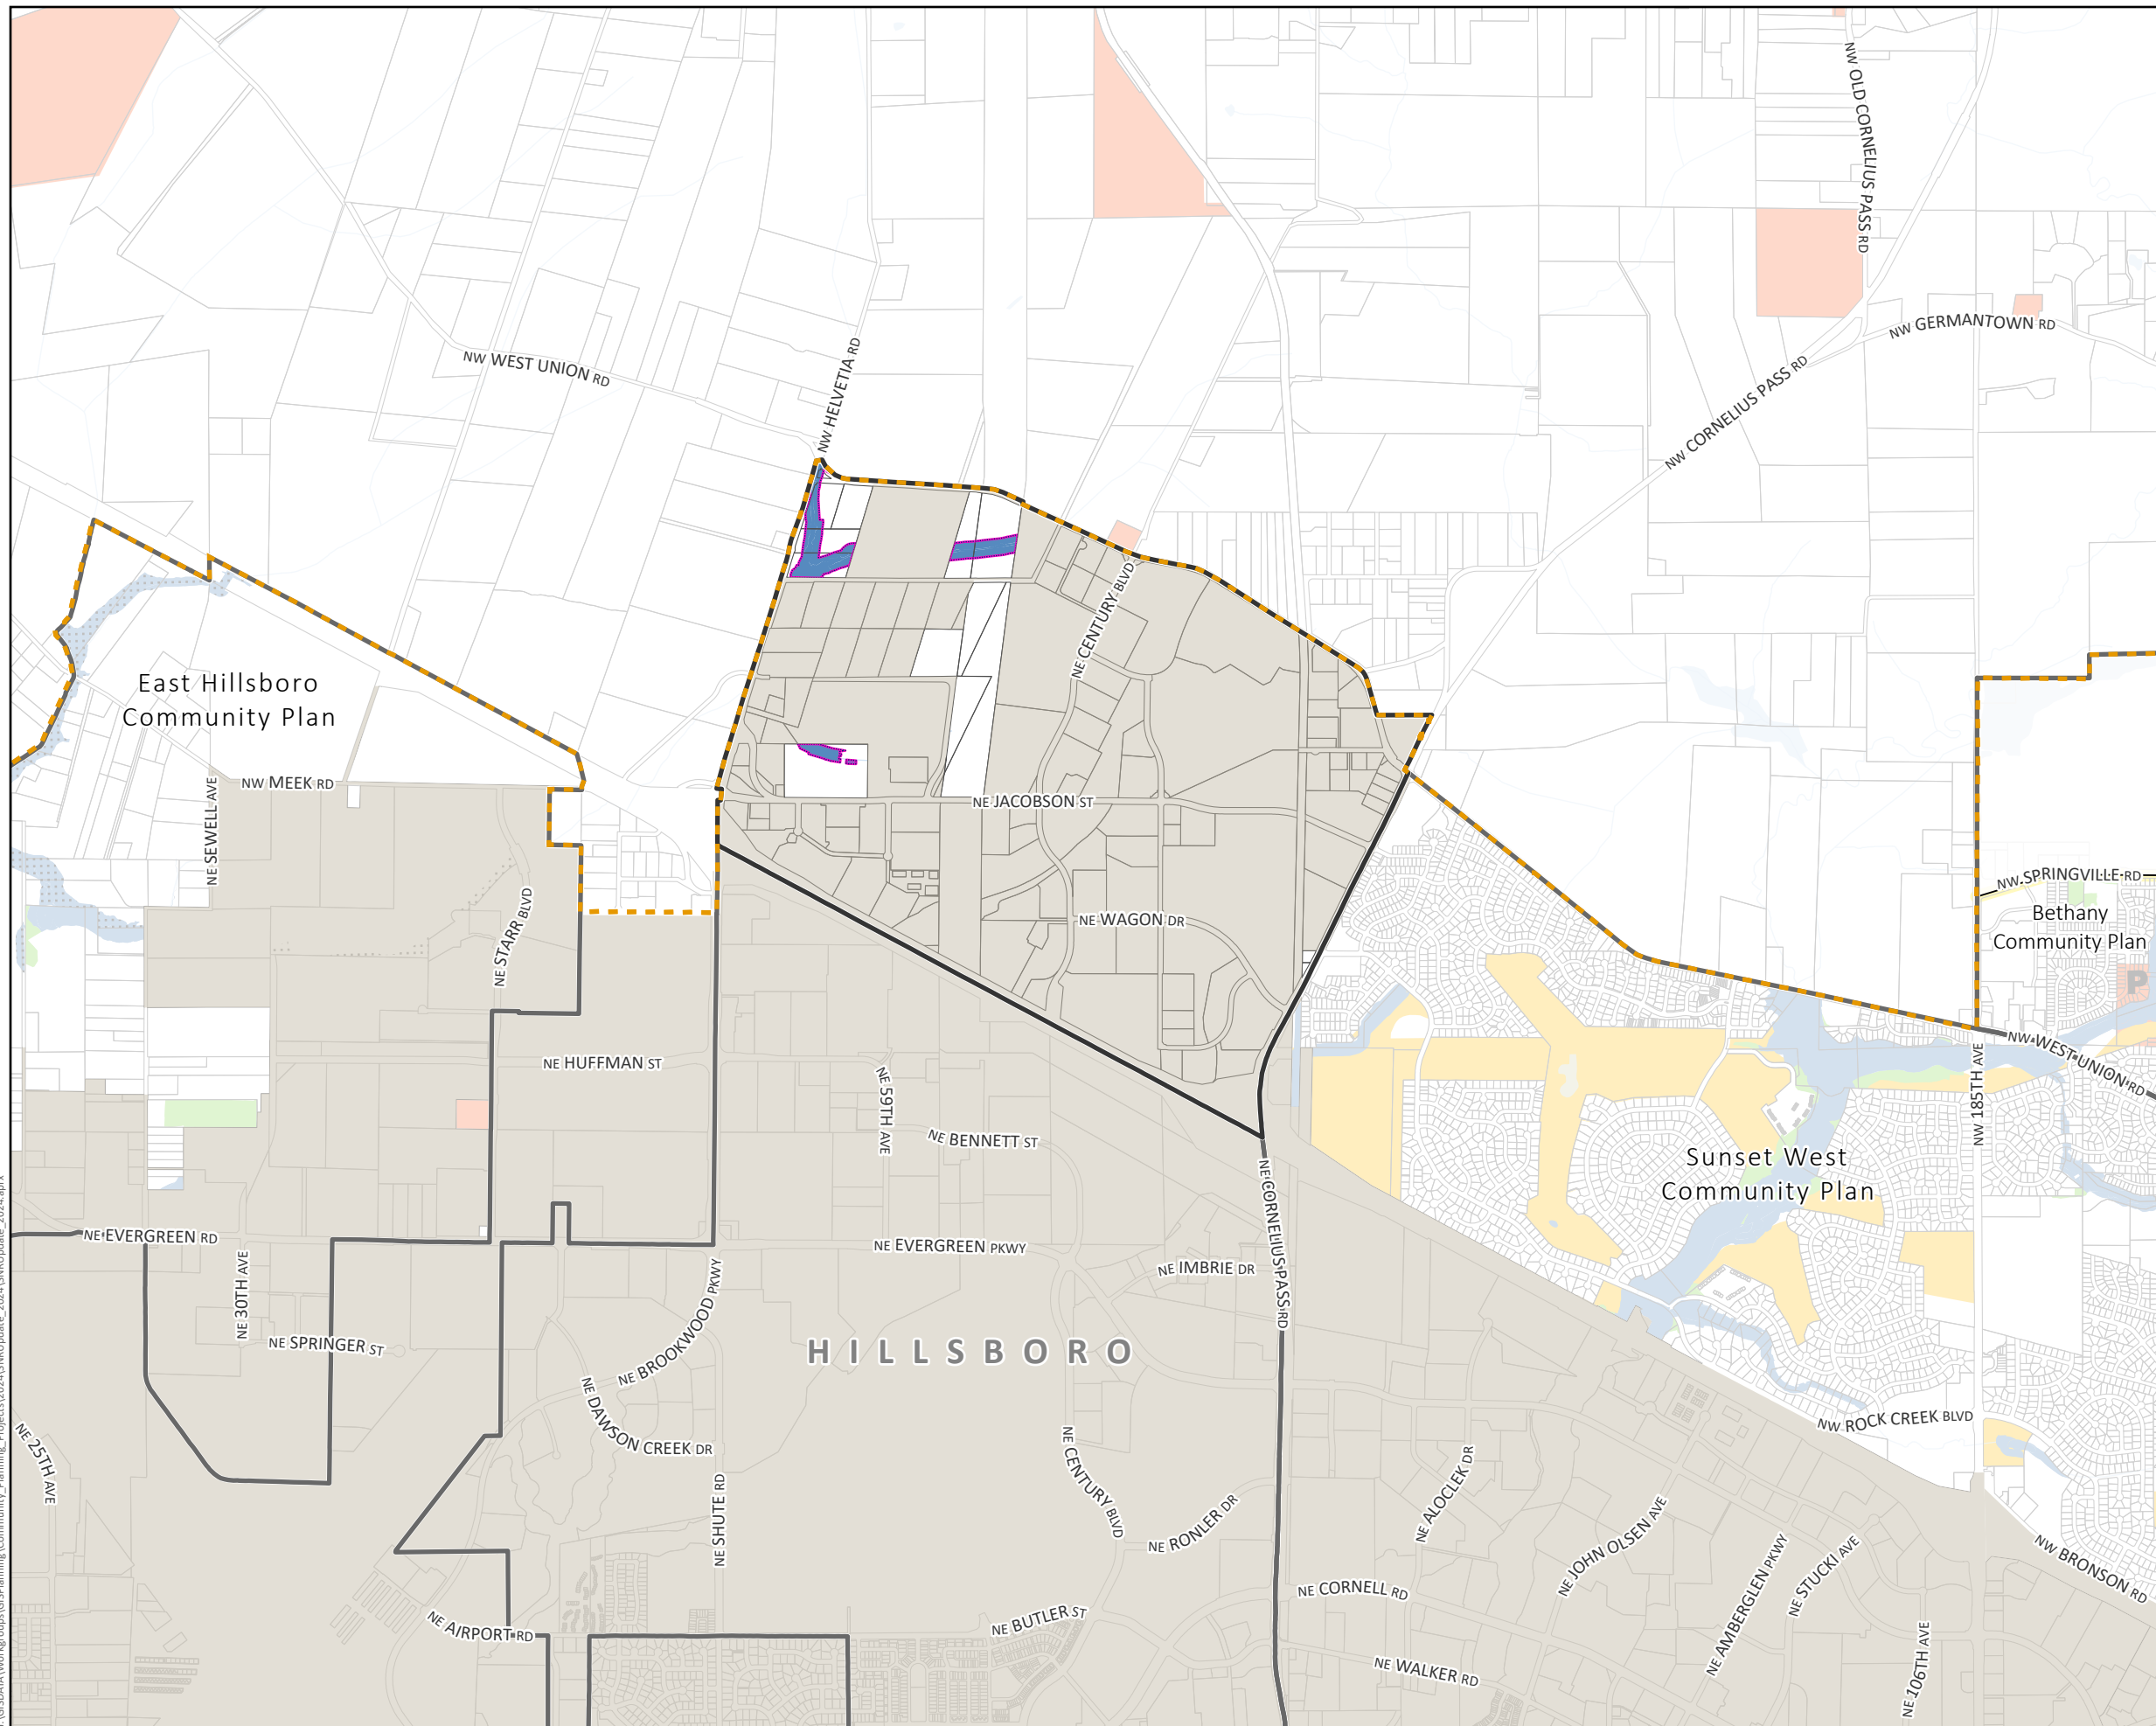 NW OLD CORNELIUS PASS RD
NW GERMANTOWN RD
NW WEST UNION RD
NW HELVETIA RD
NW CORNELIUS PASS RD
NE CENTURY BLVD
East Hillsboro
Community Plan
NW MEEK RD
NE SEWELL AVE
NE JACOBSON ST
NW SPRINGVILLE RD
Bethany
Community Plan
NE STARR BLVD
NE WAGON DR
P
NW WEST UNION RD
NE HUFFMAN ST
NE 59TH AVE
NW 185TH AVE
NE BENNETT ST
Sunset West
Community Plan
NE CORNELIUS PASS RD
NE EVERGREEN RD
NE EVERGREEN PKWY
NE IMBRIE DR
NE 30TH AVE
NE SPRINGER ST
NE BROOKWOOD PKWY
HILLSBORO
NE DAWSON CREEK DR
NW ROCK CREEK BLVD
NE 25TH AVE
NE SHUTE RD
NE CENTURY BLVD
NE RONLER DR
NE ALOCLEK DR
NE JOHN OLSEN AVE
NE AMBERGLEN PKWY
NE STUCKI AVE
NW BRONSON RD
NE CORNELL RD
NE AIRPORT RD
NE BUTLER ST
NE WALKER RD
NE 106TH AVE